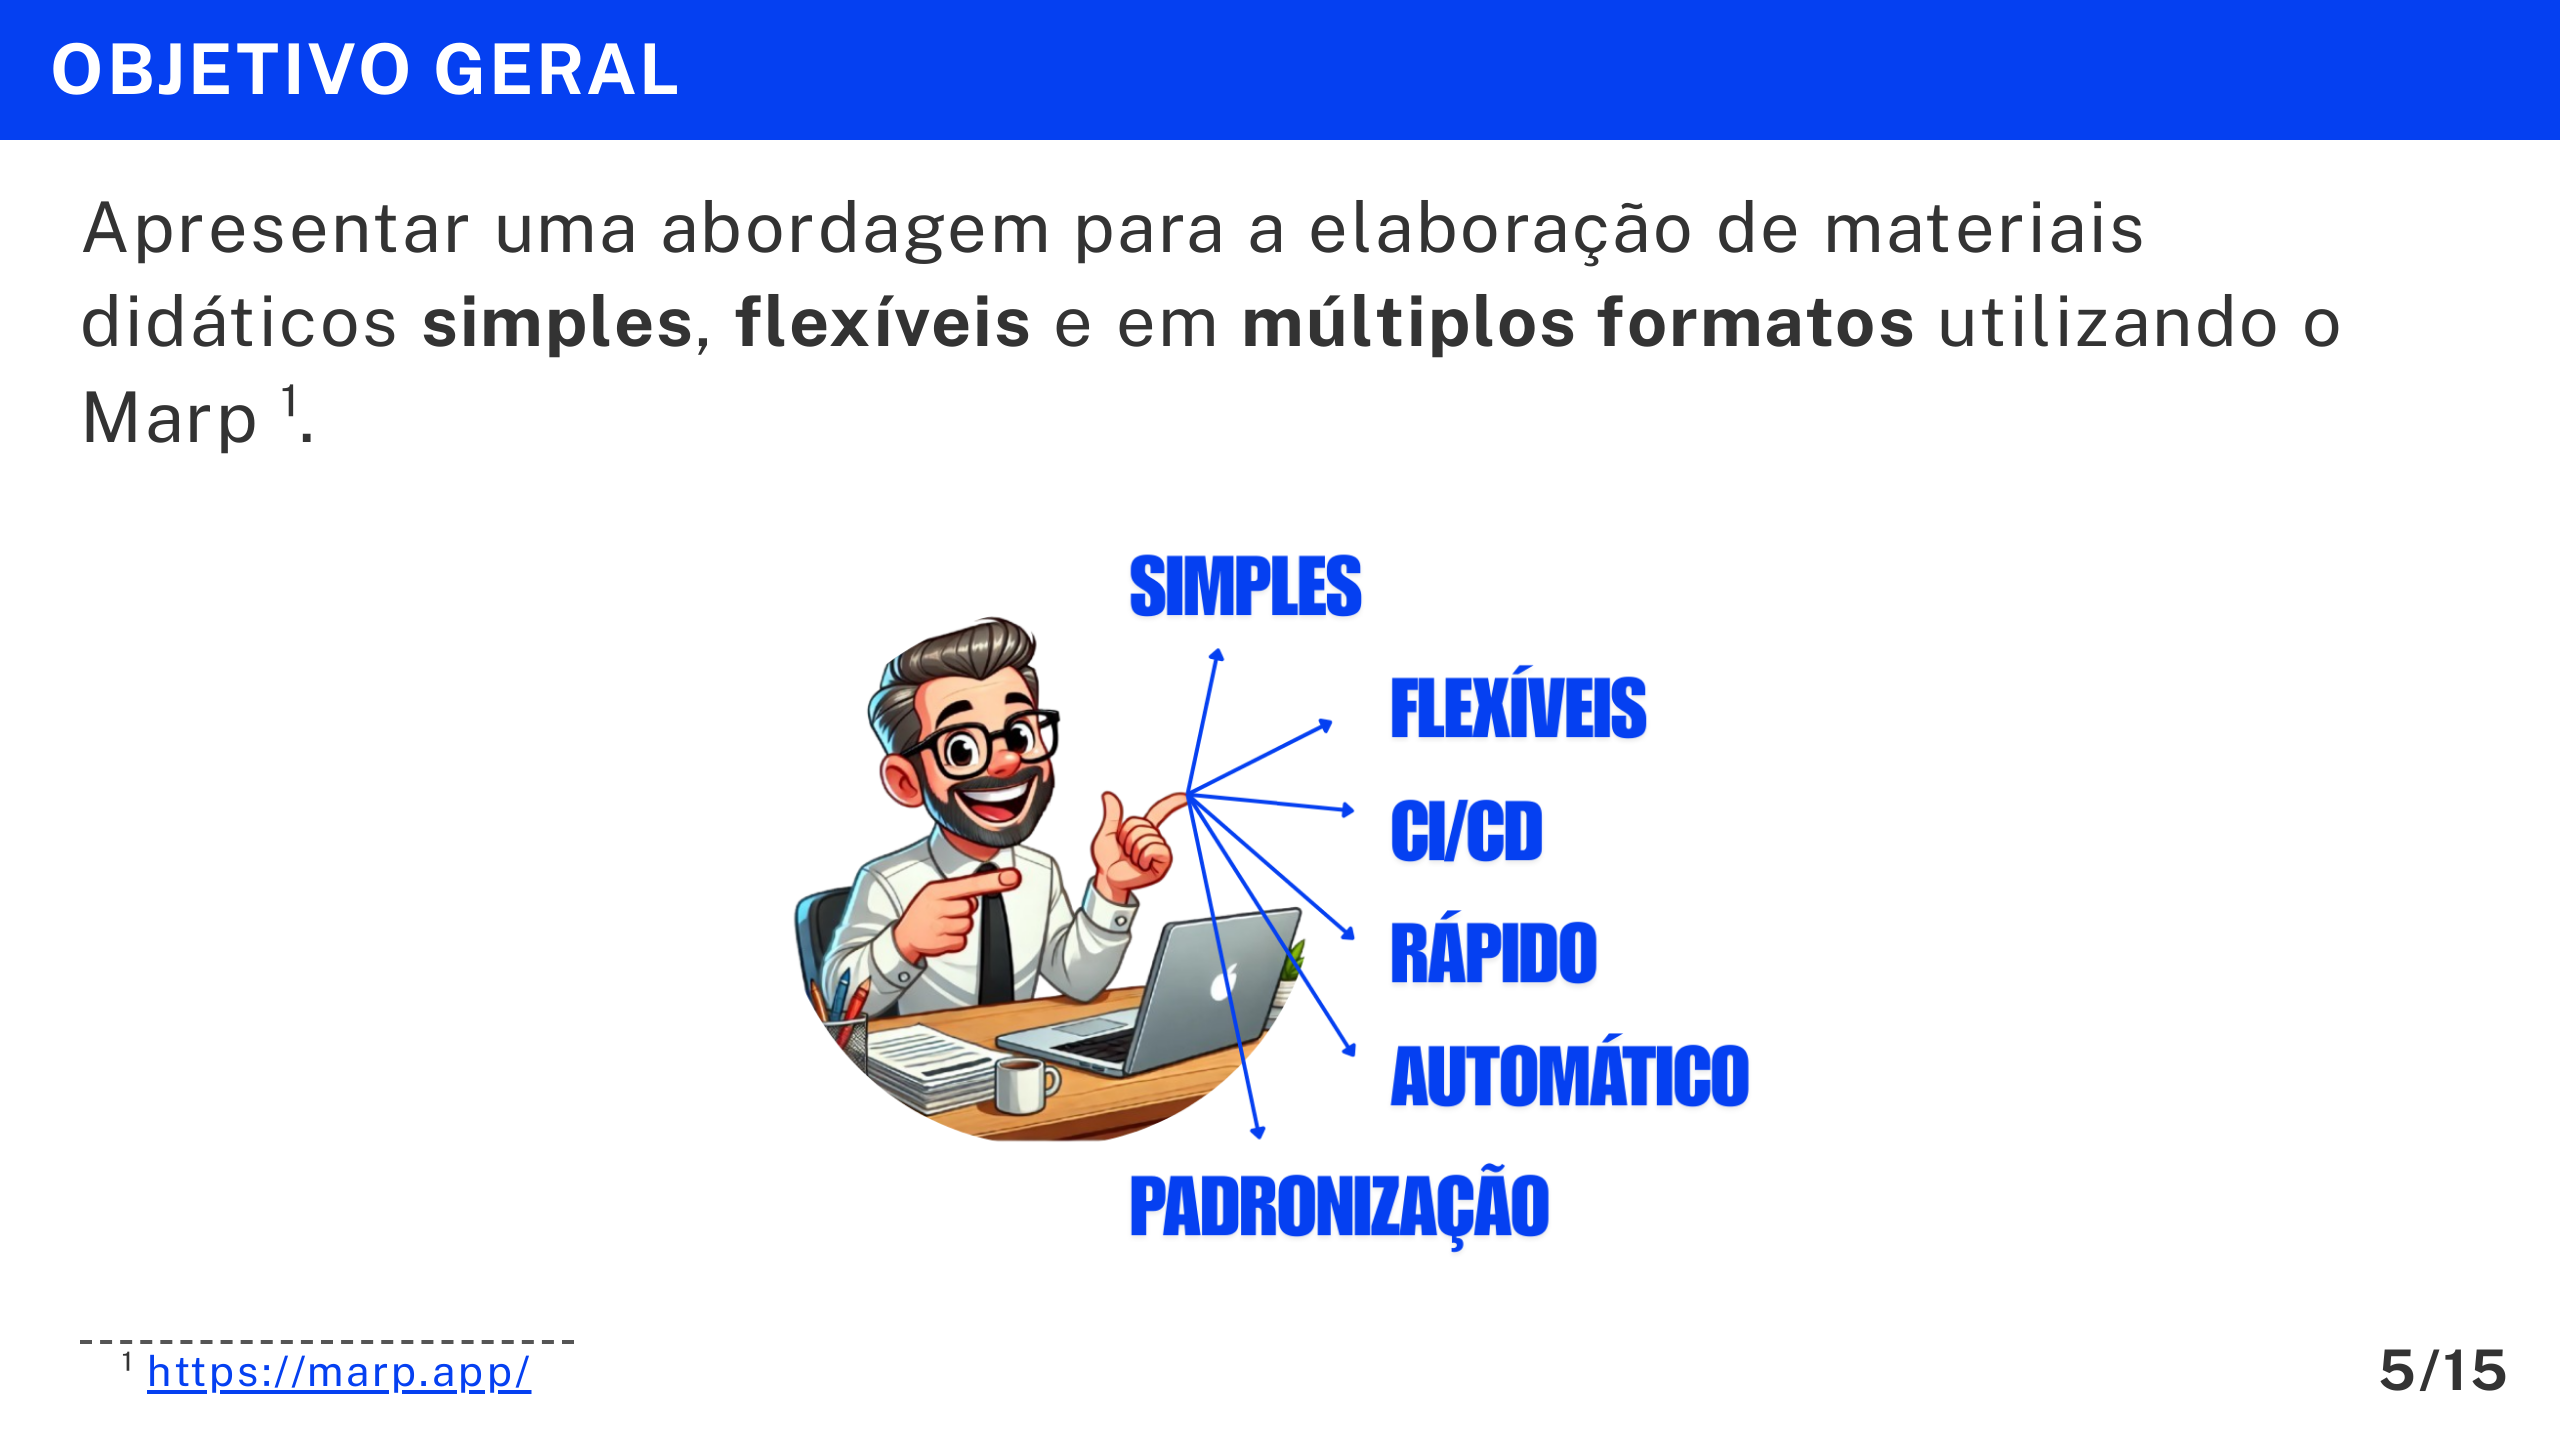 OBJETIVO GERAL
Apresentar uma abordagem para a elaboração de materiais
didáticos simples, flexíveis e em múltiplos formatos utilizando o
Marp ¹.
SIMPLES
FLEXÍVEIS
CI/CD
RÁPIDO
AUTOMÁTICO
PADRONIZAÇÃO
¹ https://marp.app/
5/15